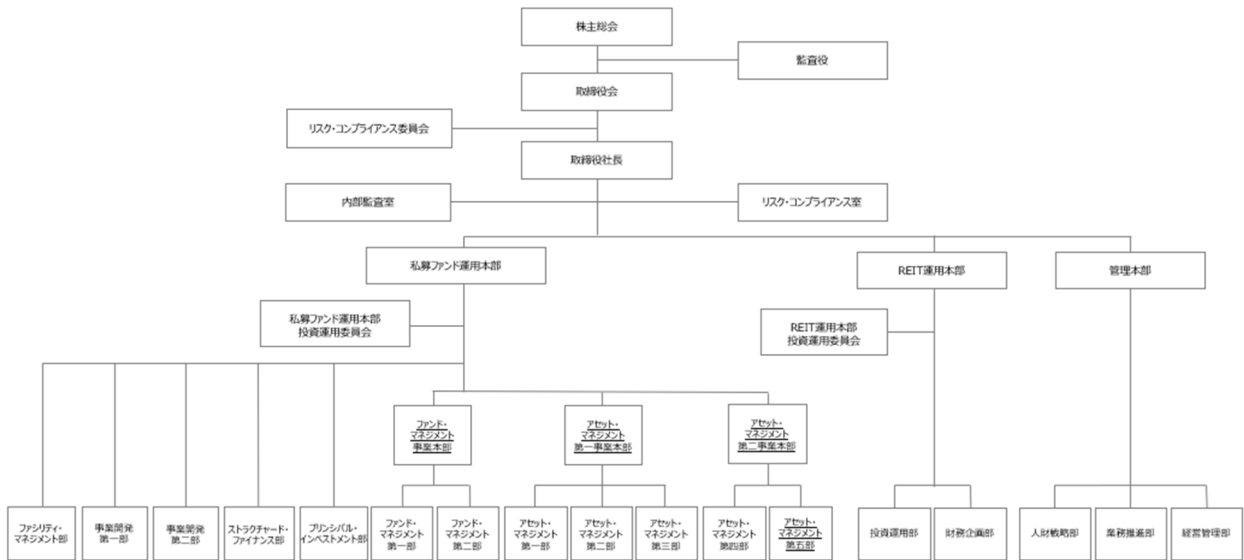 株主総会
監査役
取締役会
リスク・コンプライアンス委員会
取締役社長
内部監査室
リスク・コンプライアンス室
私募ファンド運用本部
REIT運用本部
管理本部
私募ファンド運用本部
投資運用委員会
REIT運用本部
投資運用委員会
ファンド・
マネジメント
事業本部
アセット・
マネジメント
第一事業本部
アセット・
マネジメント
第二事業本部
ファシリティ・
マネジメント部
事業開発
第一部
事業開発
第二部
ストラクチャード・
ファイナンス部
プリンシパル・
インベストメント部
ファンド・
マネジメント
第一部
ファンド・
マネジメント
第二部
アセット・
マネジメント
第一部
アセット・
マネジメント
第二部
アセット・
マネジメント
第三部
アセット・
マネジメント
第四部
アセット・
マネジメント
第五部
投資運用部
財務企画部
人財戦略部
業務推進部
経営管理部